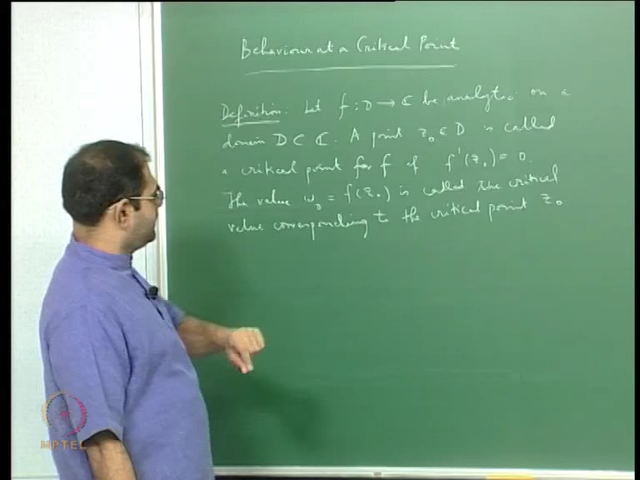 Behaviour at a Critical Point
Definition: Let f : D → ℂ be analytic on a
domain D ⊂ ℂ. A point z₀ ∈ D is called
a critical point for f if f'(z₀) = 0.
The value w₀ = f(z₀) is called the critical
value corresponding to the critical point z₀
NPTEL